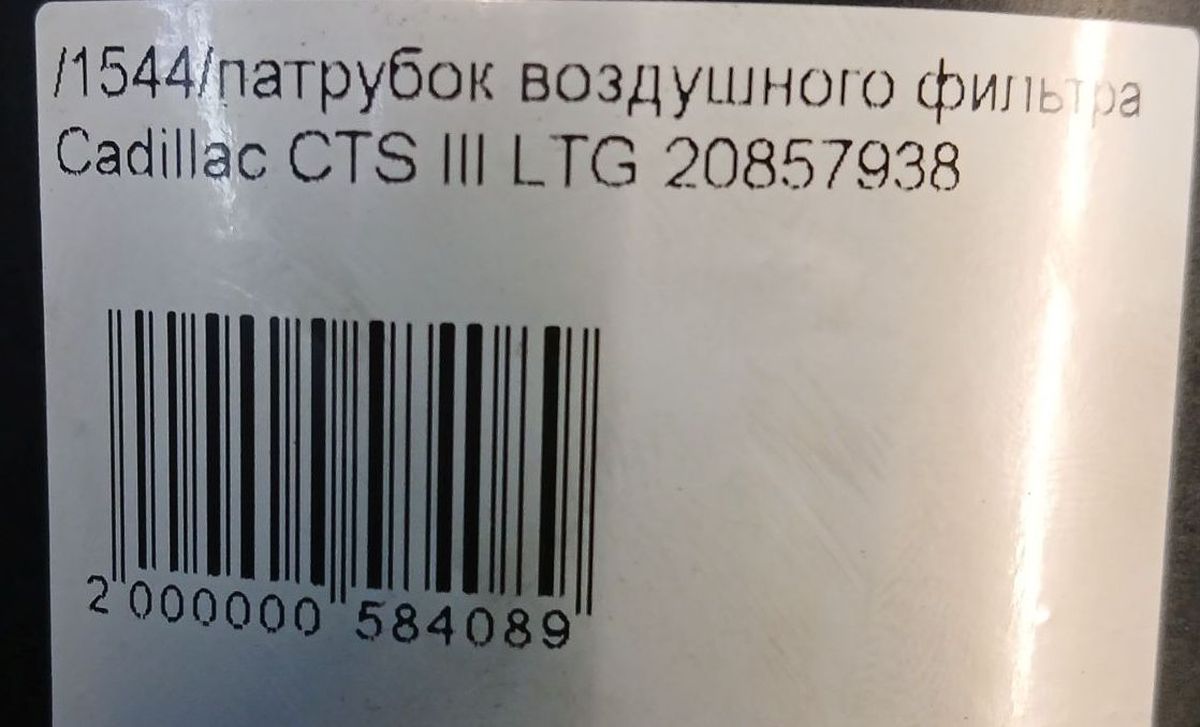 /1544/патрубок воздушного фильтра
Cadillac CTS III LTG 20857938
2 000000 584089